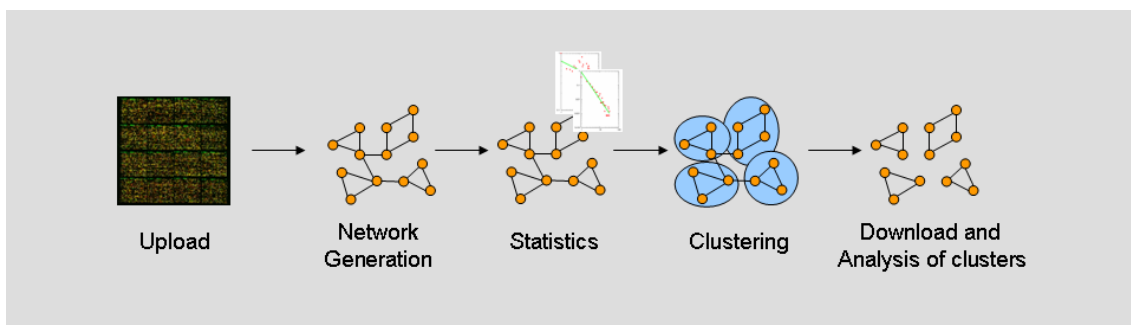 Upload
Network
Generation
Statistics
Clustering
Download and
Analysis of clusters